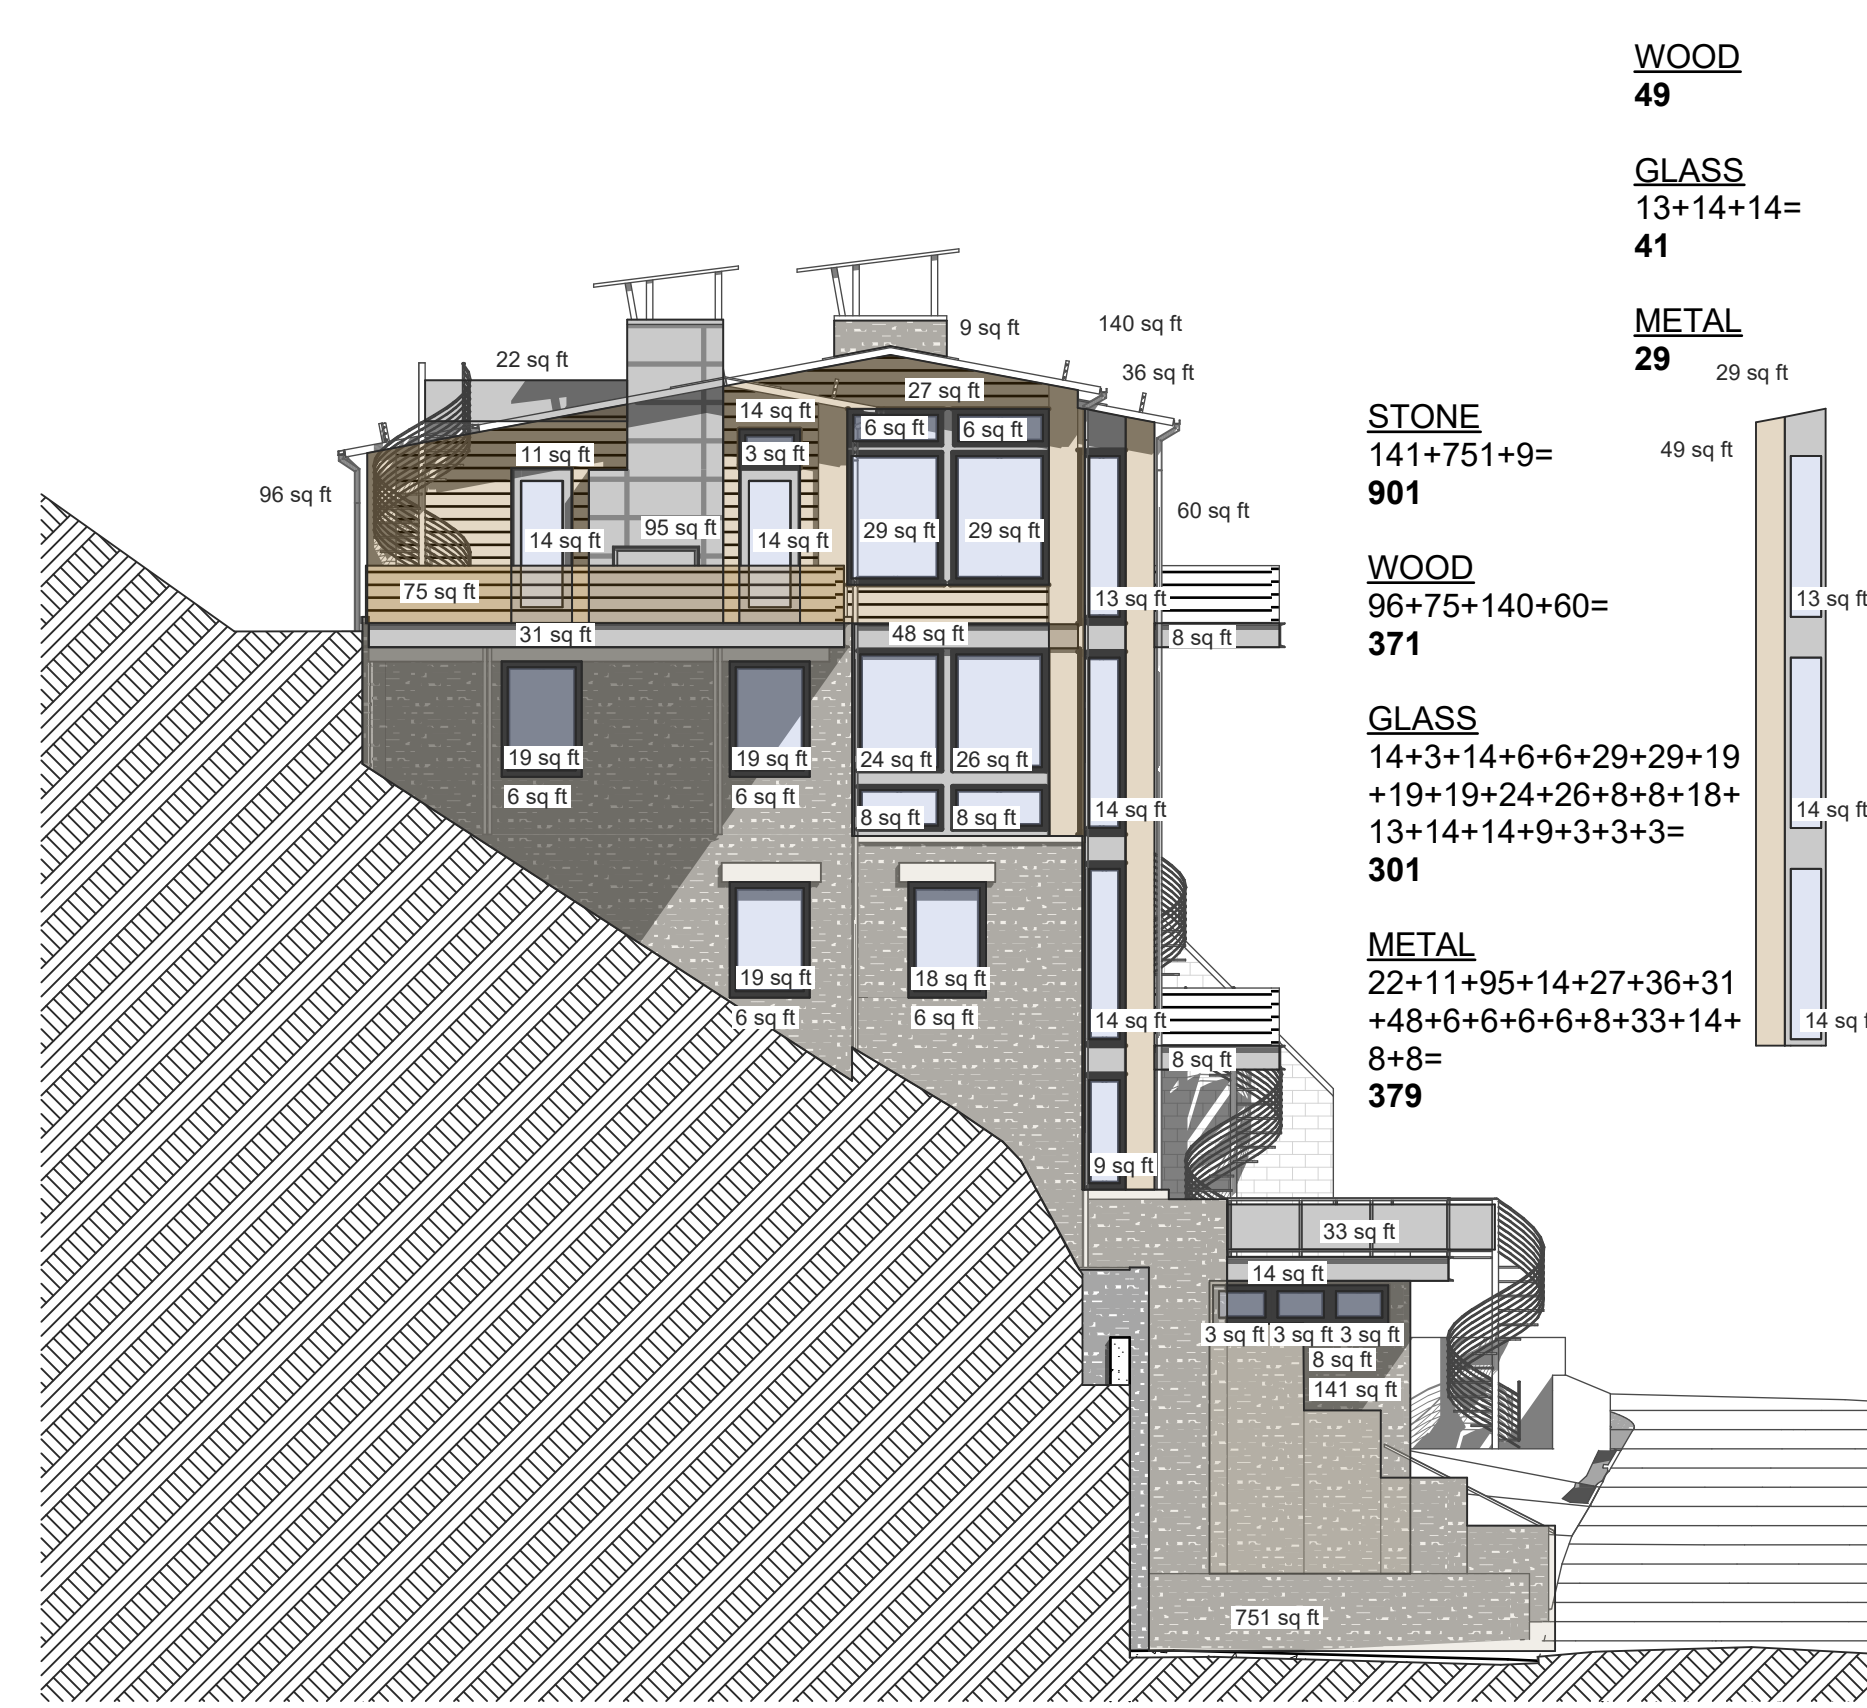 WOOD
49
GLASS
13+14+14=
41
METAL
29
29 sq ft
49 sq ft
13 sq ft
14 sq ft
14 sq f
STONE
141+751+9=
901
WOOD
96+75+140+60=
371
GLASS
14+3+14+6+6+29+29+19
+19+19+24+26+8+8+18+
13+14+14+9+3+3+3=
301
METAL
22+11+95+14+27+36+31
+48+6+6+6+6+8+33+14+
8+8=
379
9 sq ft
140 sq ft
22 sq ft
36 sq ft
27 sq ft
14 sq ft
6 sq ft
6 sq ft
11 sq ft
3 sq ft
96 sq ft
60 sq ft
95 sq ft
14 sq ft
14 sq ft
29 sq ft
29 sq ft
75 sq ft
13 sq ft
31 sq ft
48 sq ft
8 sq ft
19 sq ft
19 sq ft
24 sq ft
26 sq ft
6 sq ft
6 sq ft
8 sq ft
8 sq ft
14 sq ft
19 sq ft
18 sq ft
6 sq ft
6 sq ft
14 sq ft
8 sq ft
9 sq ft
33 sq ft
14 sq ft
3 sq ft
3 sq ft
3 sq ft
8 sq ft
141 sq ft
751 sq ft